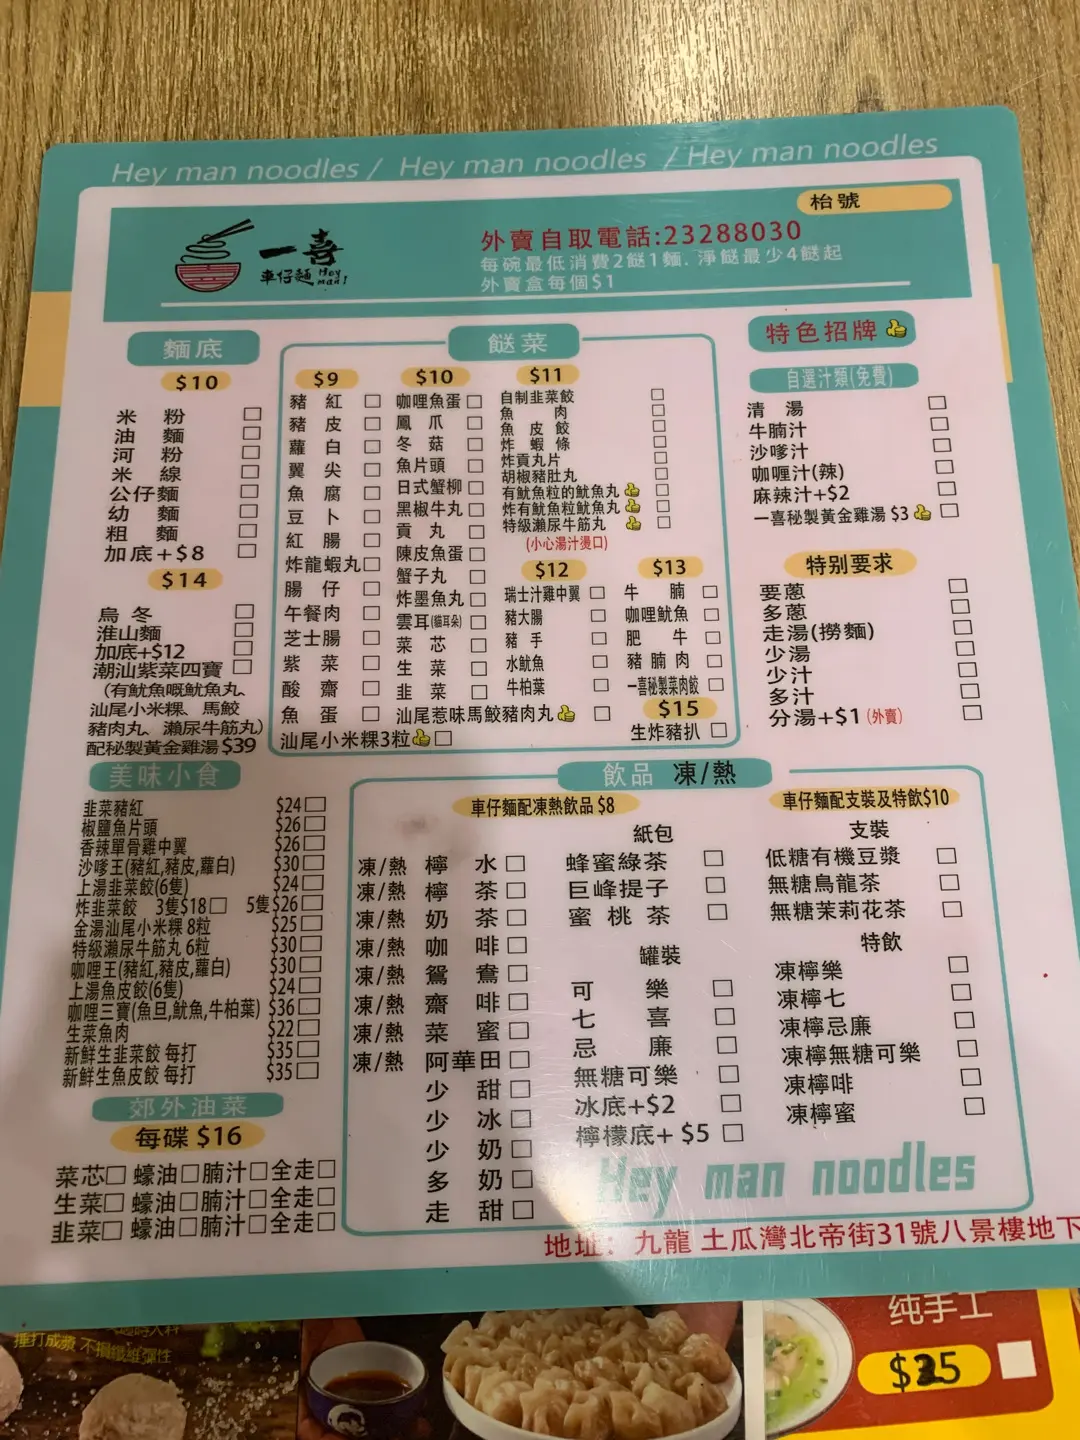 Hey man noodles / Hey man noodles / Hey man noodles
枱號
一喜
車仔麵 Hey man!
外賣自取電話:23288030
每碗最低消費2餸1麵. 淨餸最少4餸起
外賣盒每個$1
麵底
$10
米粉
油麵
河粉
米線
公仔麵
幼麵
粗麵
加底+$8
$14
烏冬
淮山麵
加底+$12
潮汕紫菜四寶
(有魷魚嘅魷魚丸、
汕尾小米粿、馬鮫
豬肉丸、瀨尿牛筋丸)
配秘製黃金雞湯 $39
餸菜
$9
豬紅
豬皮
蘿白
翼尖
魚腐
豆卜
紅腸
炸龍蝦丸
腸仔
午餐肉
芝士腸
紫菜
酸齋
魚蛋
汕尾小米粿3粒
$10
咖哩魚蛋
鳳爪
冬菇
魚片頭
日式蟹柳
黑椒牛丸
貢丸
陳皮魚蛋
蟹子丸
炸墨魚丸
雲耳(貓耳朵)
菜芯
生菜
韭菜
汕尾惹味馬鮫豬肉丸
$11
自制韭菜餃
魚肉
魚皮餃
炸蝦條
炸貢丸片
胡椒豬肚丸
有魷魚粒的魷魚丸
炸有魷魚粒魷魚丸
特級瀨尿牛筋丸
(小心湯汁燙口)
$12
瑞士汁雞中翼
豬大腸
豬手
水魷魚
牛柏葉
$13
牛腩
咖哩魷魚
肥牛
豬腩肉
一喜秘製菜肉餃
$15
生炸豬扒
特色招牌
自選汁類(免費)
清湯
牛腩汁
沙嗲汁
咖喱汁(辣)
麻辣汁+$2
一喜秘製黃金雞湯 $3
特别要求
要蔥
多蔥
走湯(撈麵)
少湯
少汁
多汁
分湯+$1 (外賣)
美味小食
韭菜豬紅 $24
椒鹽魚片頭 $26
香辣單骨雞中翼 $26
沙嗲王(豬紅,豬皮,蘿白) $30
上湯韭菜餃(6隻) $24
炸韭菜餃 3隻$18 5隻$26
金湯汕尾小米粿 8粒 $25
特級瀨尿牛筋丸 6粒 $30
咖哩王(豬紅,豬皮,蘿白) $30
上湯魚皮餃(6隻) $24
咖哩三寶(魚旦,魷魚,牛柏葉) $36
生菜魚肉 $22
新鮮生韭菜餃 每打 $35
新鮮生魚皮餃 每打 $35
郊外油菜
每碟 $16
菜芯 蠔油 腩汁 全走
生菜 蠔油 腩汁 全走
韭菜 蠔油 腩汁 全走
飲品 凍/熱
車仔麵配凍熱飲品 $8
凍/熱 檸水
凍/熱 檸茶
凍/熱 奶茶
凍/熱 咖啡
凍/熱 鴛鴦
凍/熱 齋啡
凍/熱 菜蜜
凍/熱 阿華田
少甜
少冰
少奶
多奶
走甜
紙包
蜂蜜綠茶
巨峰提子
蜜桃茶
罐裝
可樂
七喜
忌廉
無糖可樂
冰底+$2
檸檬底+ $5
車仔麵配支裝及特飲$10
支裝
低糖有機豆漿
無糖烏龍茶
無糖茉莉花茶
特飲
凍檸樂
凍檸七
凍檸忌廉
凍檸無糖可樂
凍檸啡
凍檸蜜
Hey man noodles
地址: 九龍 土瓜灣北帝街31號八景樓地下
捶打成漿 不損纖維彈性
纯手工